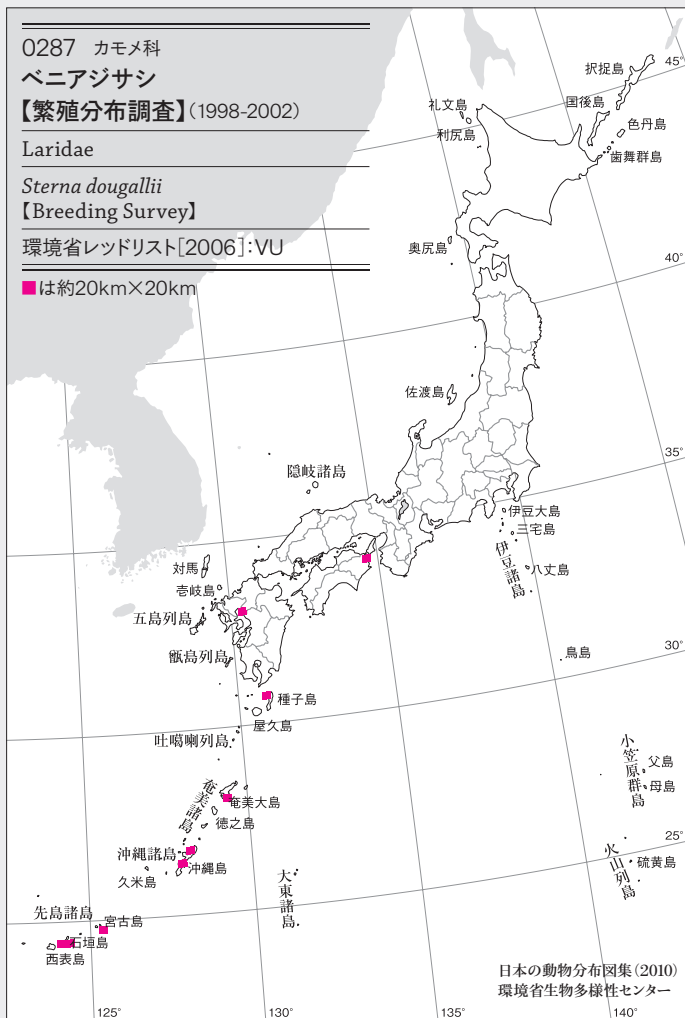 0287 カモメ科
ベニアジサシ
【繁殖分布調査】(1998-2002)
Laridae
Sterna dougallii
【Breeding Survey】
環境省レッドリスト[2006]:VU
■は約20km×20km
択捉島
45°
国後島
礼文島
色丹島
利尻島
歯舞群島
奥尻島
40°
佐渡島
35°
隠岐諸島
伊豆大島
三宅島
伊豆諸島
八丈島
対馬
壱岐島
五島列島
甑島列島
鳥島
30°
種子島
屋久島
吐噶喇列島
小笠原群島
父島
母島
奄美諸島
奄美大島
徳之島
25°
沖縄諸島
沖縄島
久米島
火山列島
硫黄島
大東諸島
先島諸島
宮古島
石垣島
西表島
日本の動物分布図集(2010)
環境省生物多様性センター
125°
130°
135°
140°